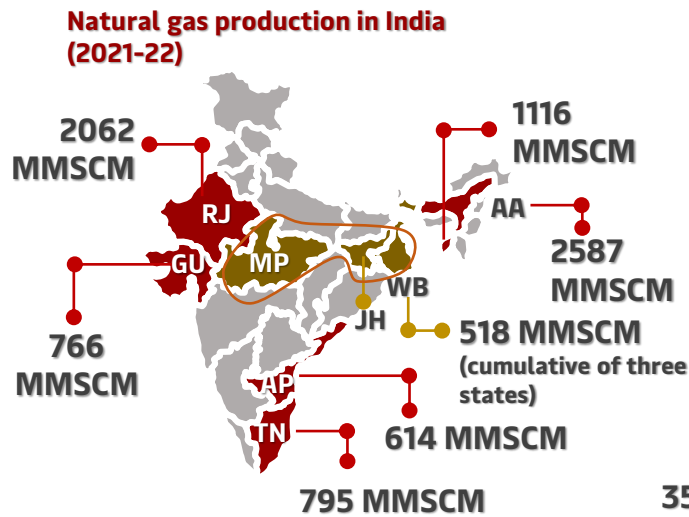 Natural gas production in India
(2021-22)
2062
MMSCM
1116
MMSCM
RJ
AA
GU
MP
2587
MMSCM
WB
JH
766
MMSCM
518 MMSCM
(cumulative of three
states)
AP
614 MMSCM
TN
795 MMSCM
35